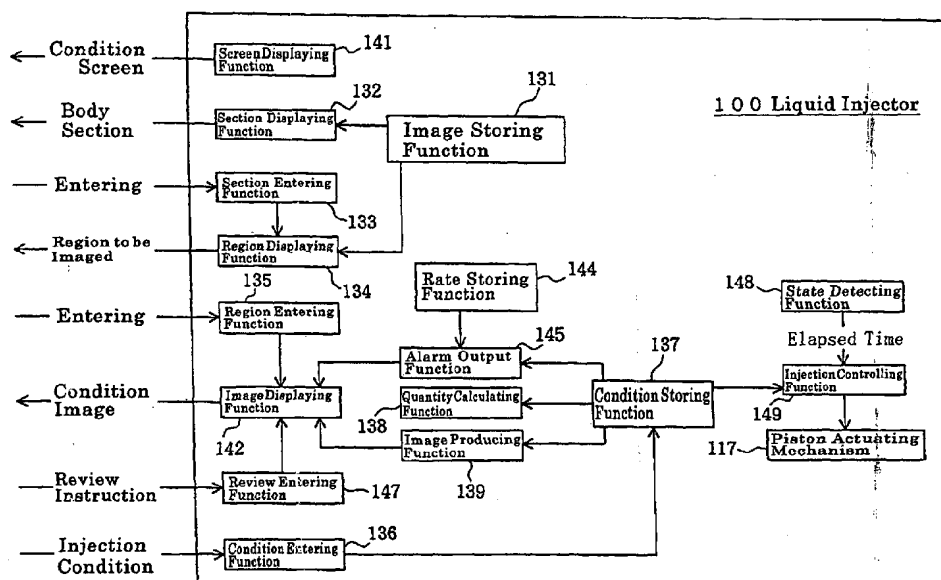 Condition
Screen
Screen Displaying
Function
141
Body
Section
Section Displaying
Function
132
131
Image Storing
Function
100 Liquid Injector
Entering
Section Entering
Function
133
Region to be
Imaged
Region Displaying
Function
134
135
Entering
Region Entering
Function
Rate Storing
Function
144
148
State Detecting
Function
Elapsed Time
145
Alarm Output
Function
137
Condition Storing
Function
Injection Controlling
Function
149
Condition
Image
Image Displaying
Function
142
138
Quantity Calculating
Function
Image Producing
Function
139
117
Piston Actuating
Mechanism
Review
Instruction
Review Entering
Function
147
Injection
Condition
Condition Entering
Function
136